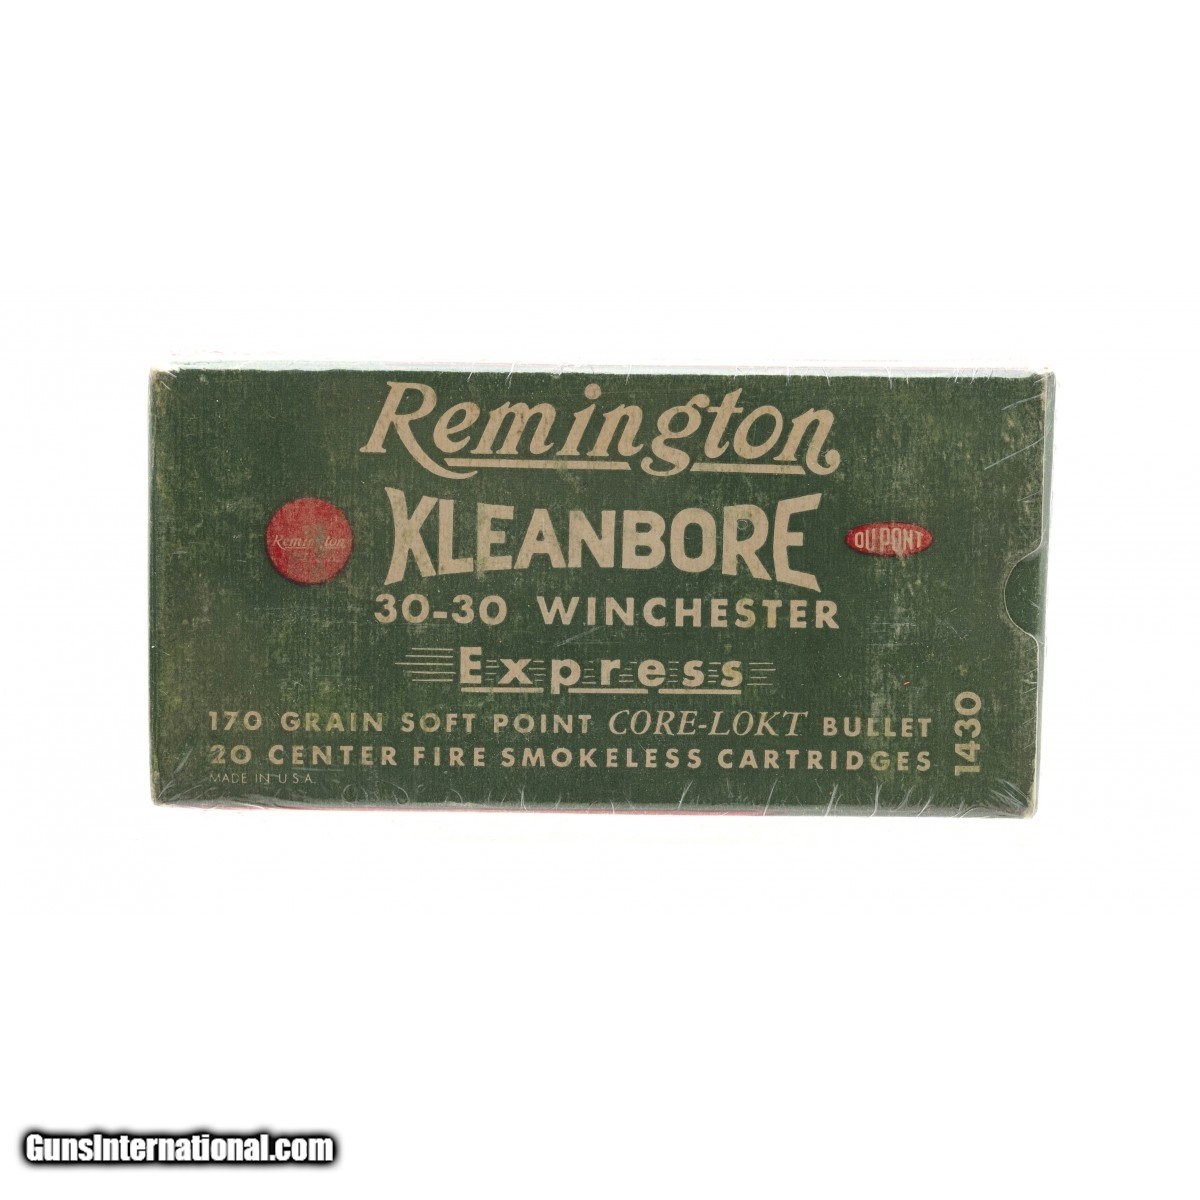 Remington
KLEANBORE
Remington
DU PONT
30-30 WINCHESTER
Express
170 GRAIN SOFT POINT CORE-LOKT BULLET
20 CENTER FIRE SMOKELESS CARTRIDGES
MADE IN U.S.A.
1430
GunsInternational.com